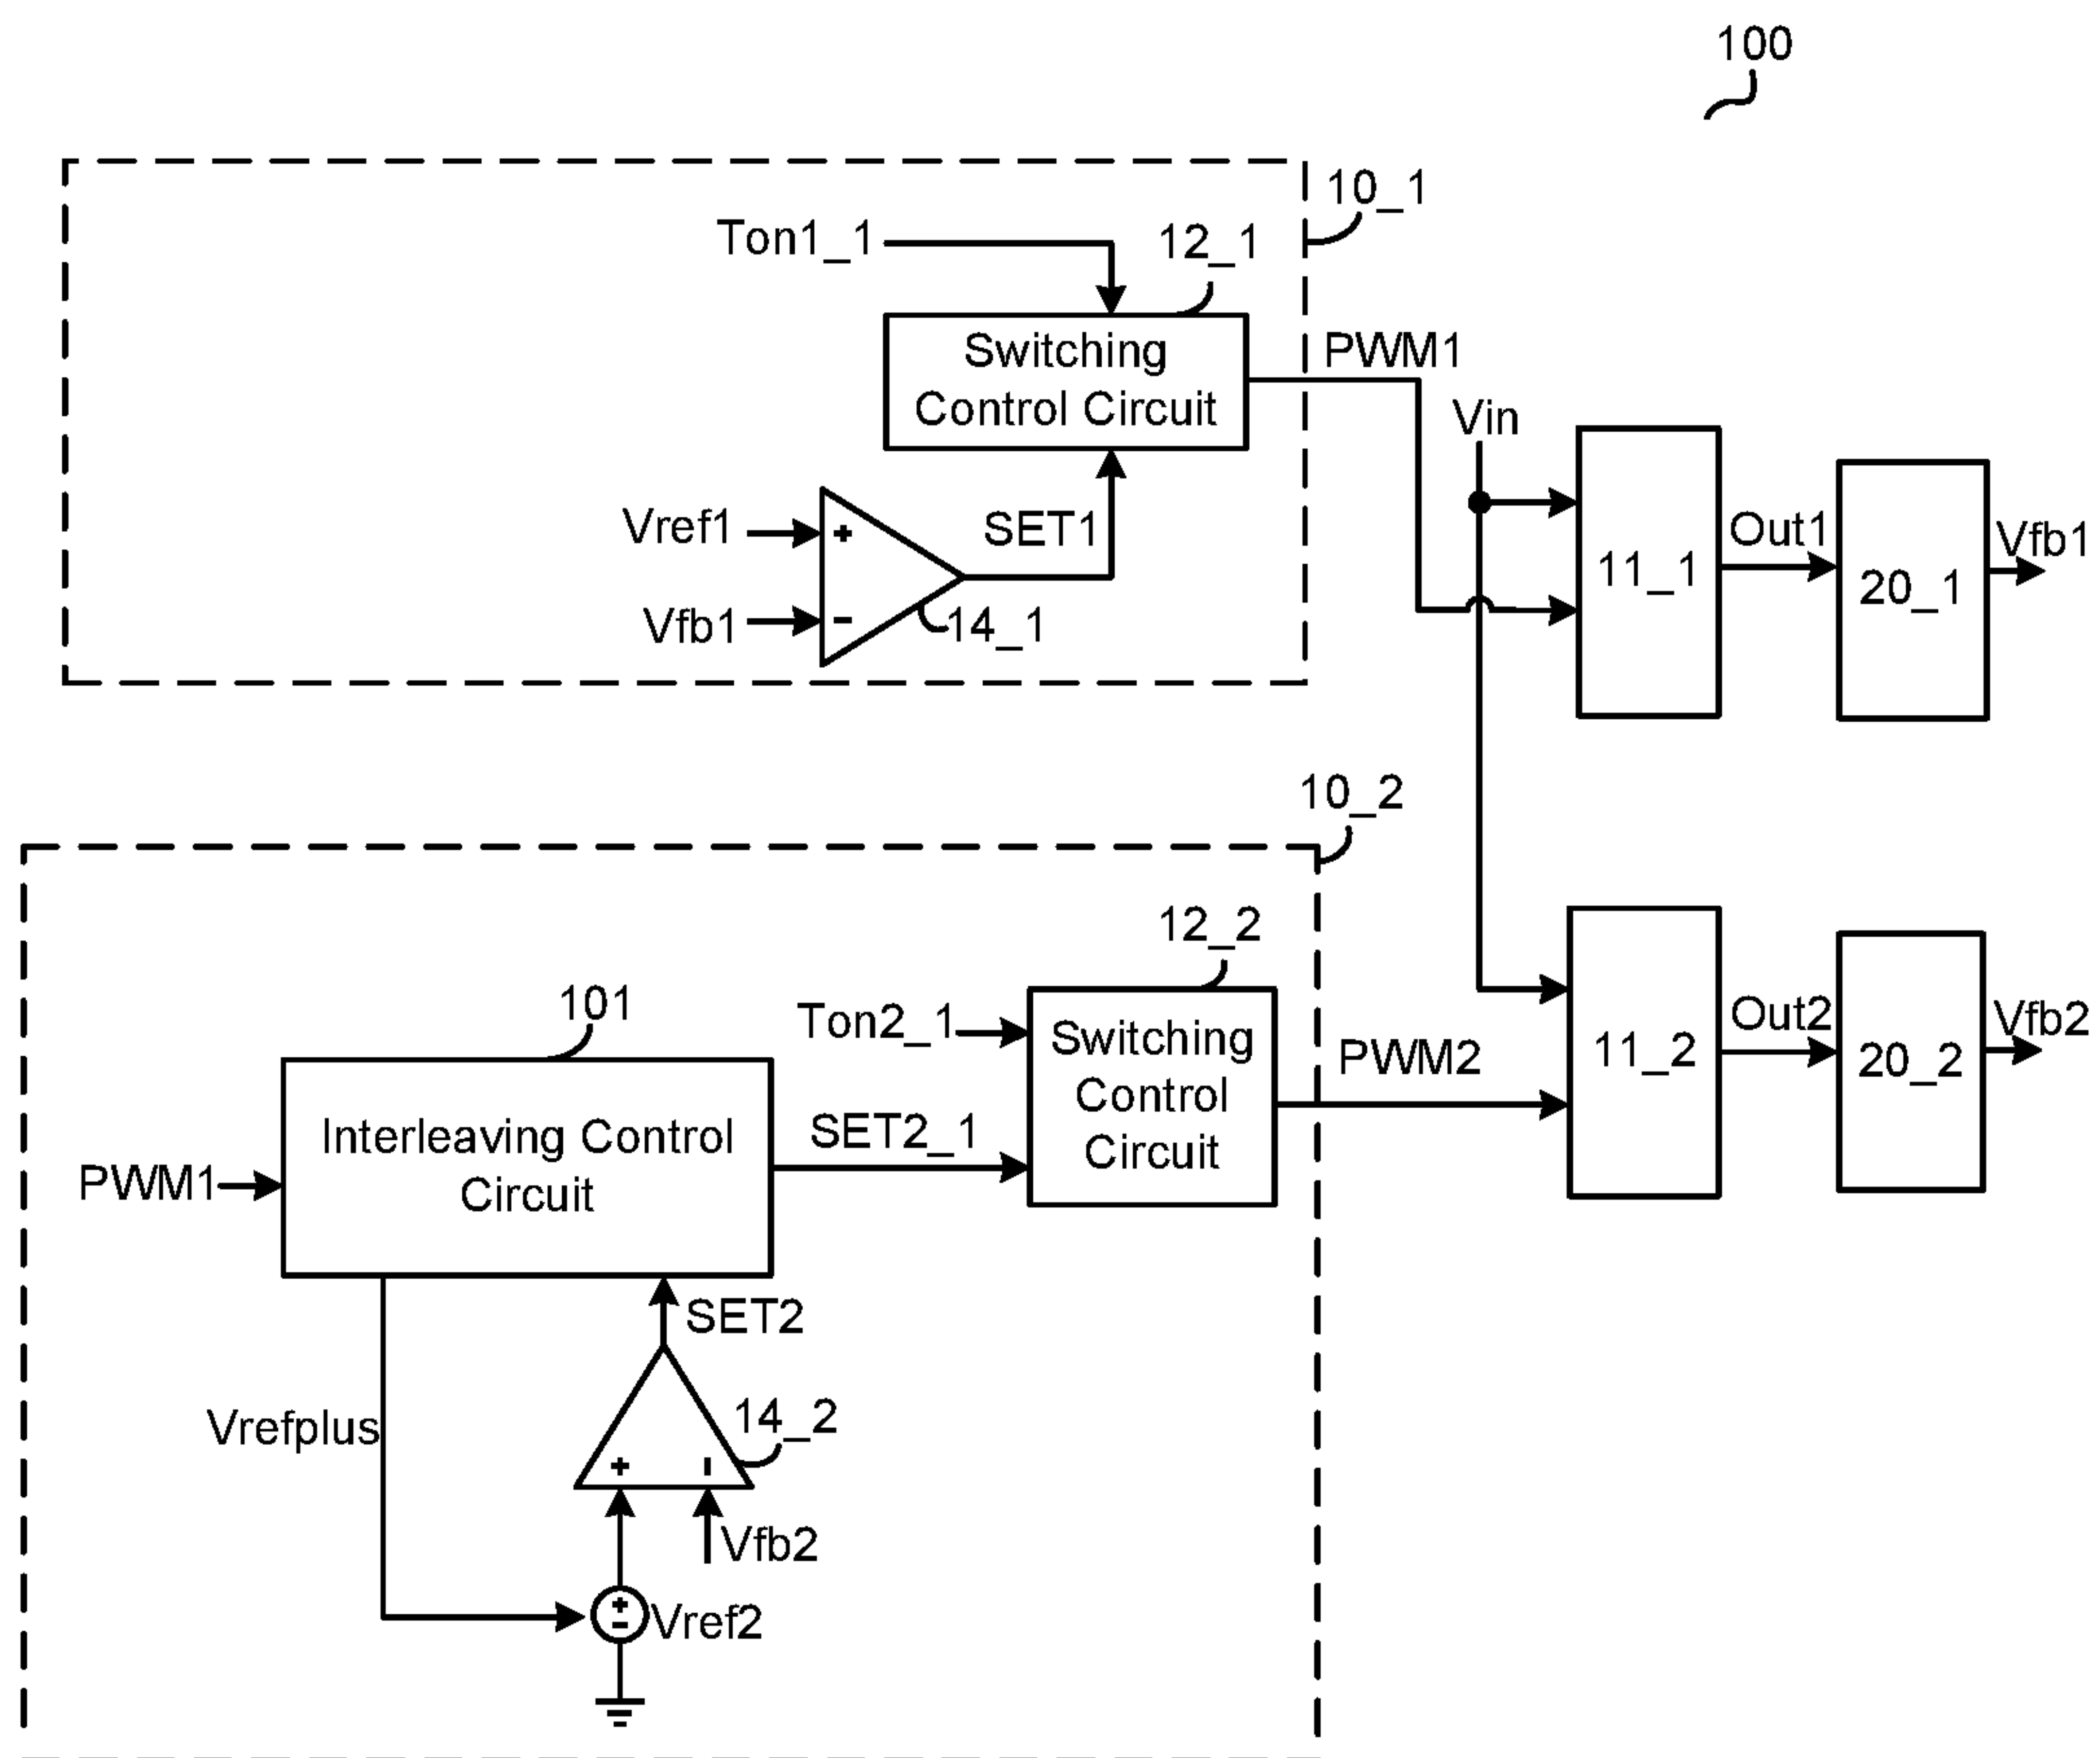 100
10_1
Ton1_1
12_1
Switching
Control Circuit
PWM1
Vin
Vref1
+
SET1
Vfb1
-
14_1
11_1
Out1
20_1
Vfb1
10_2
12_2
101
Ton2_1
Switching
Control
Circuit
PWM2
Interleaving Control
Circuit
PWM1
SET2_1
11_2
Out2
20_2
Vfb2
SET2
Vrefplus
14_2
+
-
Vfb2
+
-
Vref2